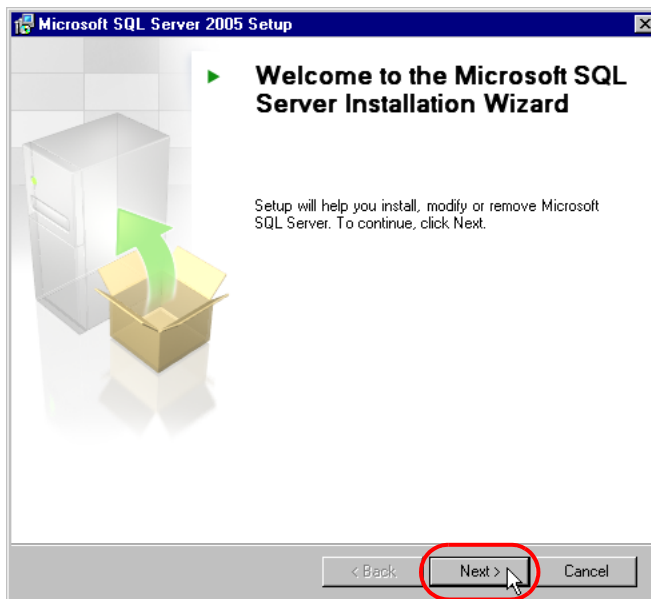 Microsoft SQL Server 2005 Setup
Welcome to the Microsoft SQL
Server Installation Wizard
Setup will help you install, modify or remove Microsoft
SQL Server. To continue, click Next.
< Back
Next >
Cancel